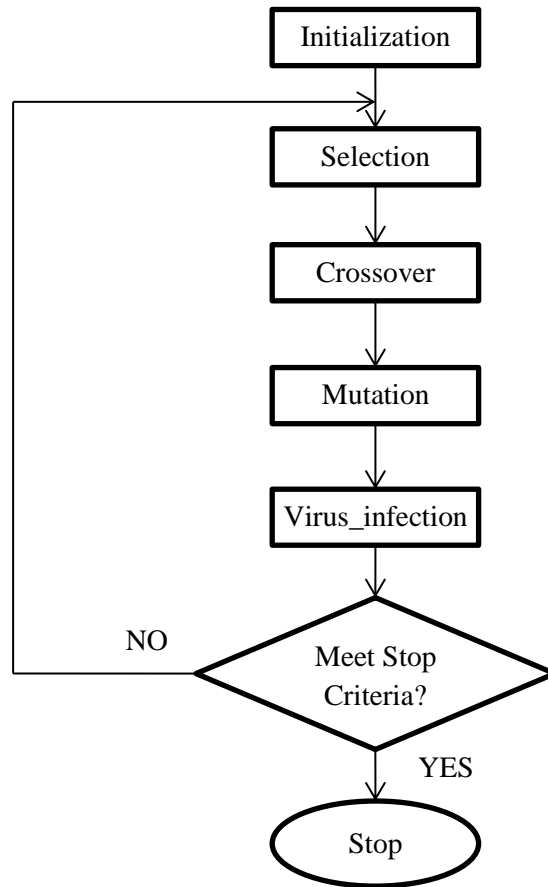 Initialization
Selection
Crossover
Mutation
Virus_infection
NO
Meet Stop
Criteria?
YES
Stop